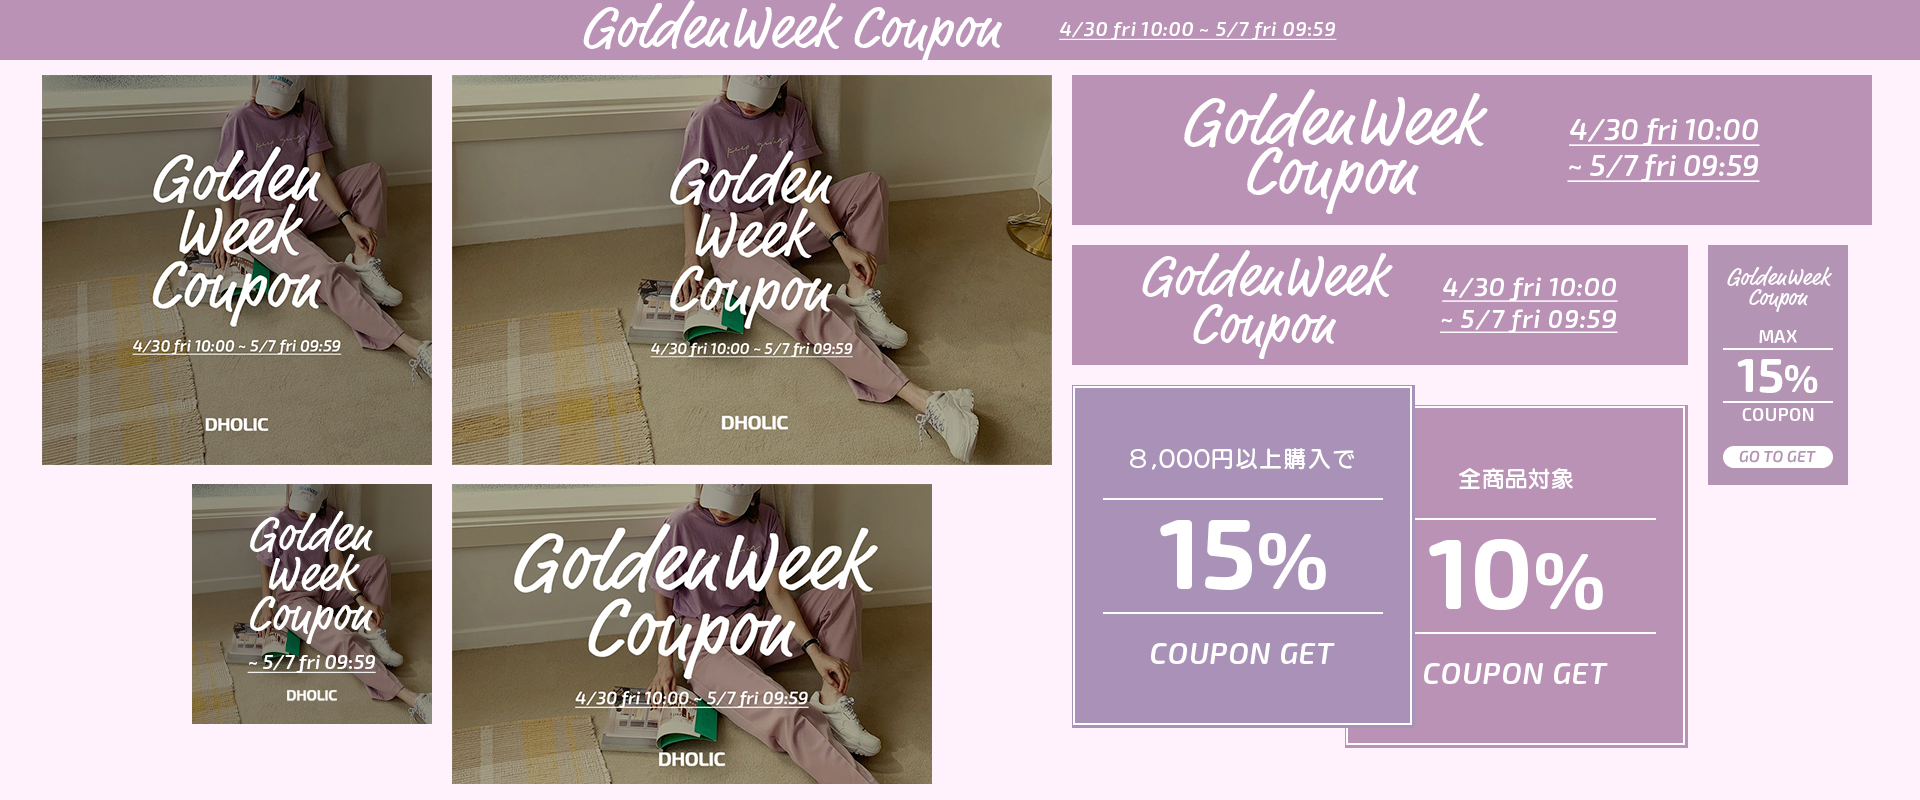 GoldenWeek Coupon
4/30 fri 10:00 ~ 5/7 fri 09:59
Golden
Week
Coupon
4/30 fri 10:00 ~ 5/7 fri 09:59
DHOLIC
Golden
Week
Coupon
4/30 fri 10:00 ~ 5/7 fri 09:59
DHOLIC
GoldenWeek
Coupon
4/30 fri 10:00
~ 5/7 fri 09:59
GoldenWeek
Coupon
4/30 fri 10:00
~ 5/7 fri 09:59
GoldenWeek
Coupon
MAX
15%
COUPON
GO TO GET
８,000円以上購入で
15%
COUPON GET
全商品対象
10%
COUPON GET
Golden
Week
Coupon
~ 5/7 fri 09:59
DHOLIC
GoldenWeek
Coupon
4/30 fri 10:00 ~ 5/7 fri 09:59
DHOLIC